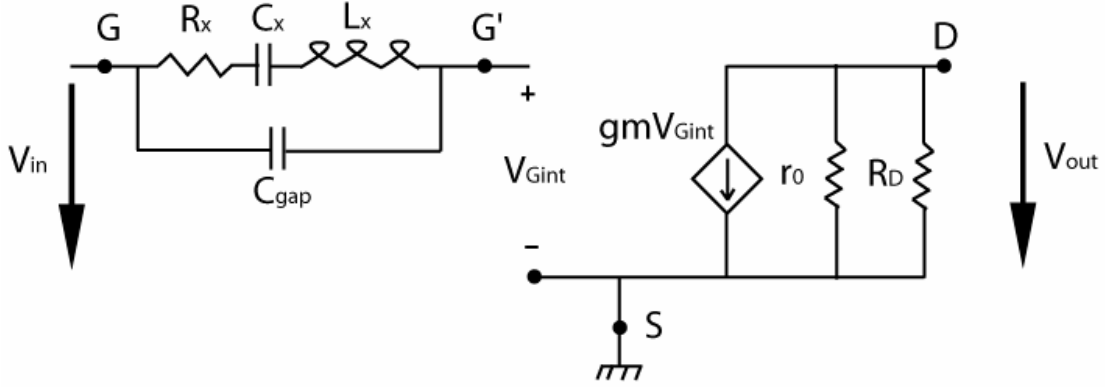 G
Rx
Cx
Lx
G'
D
+
gmVGint
Vin
Cgap
VGint
r0
RD
Vout
–
S